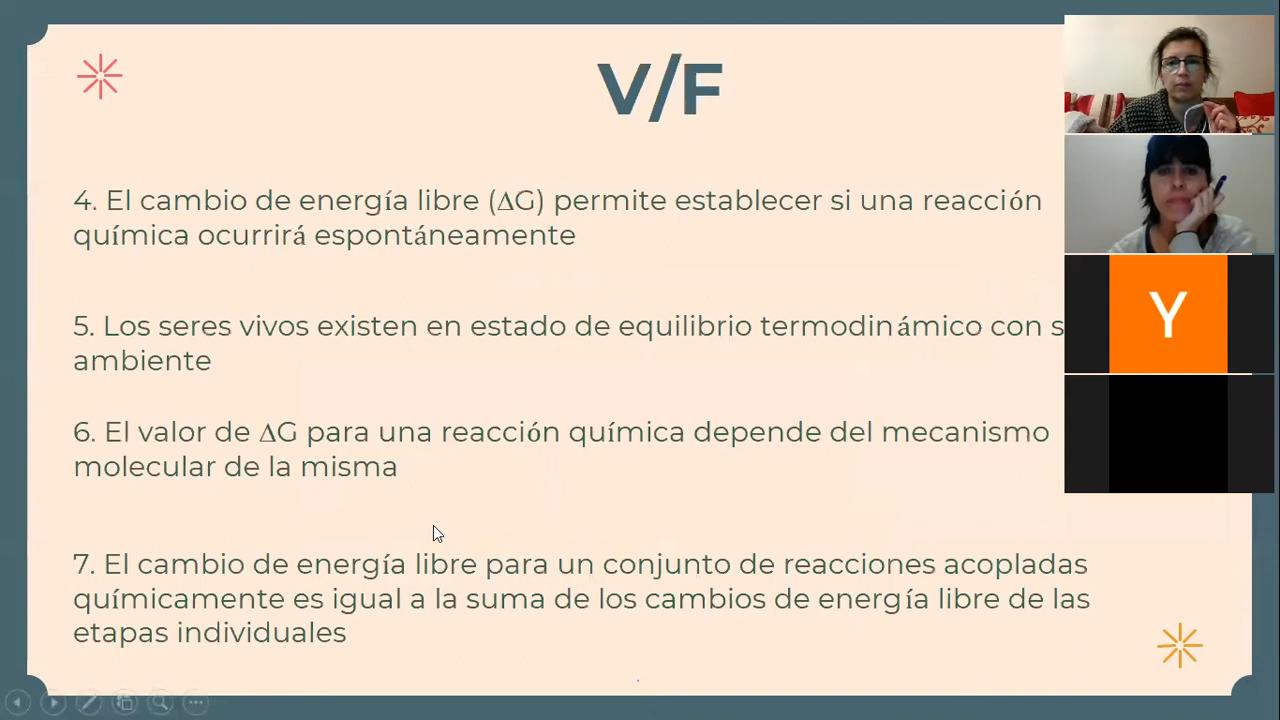 V/F
4. El cambio de energía libre (ΔG) permite establecer si una reacción
química ocurrirá espontáneamente
5. Los seres vivos existen en estado de equilibrio termodinámico con
ambiente
6. El valor de ΔG para una reacción química depende del mecanismo
molecular de la misma
7. El cambio de energía libre para un conjunto de reacciones acopladas
químicamente es igual a la suma de los cambios de energía libre de las
etapas individuales
Y